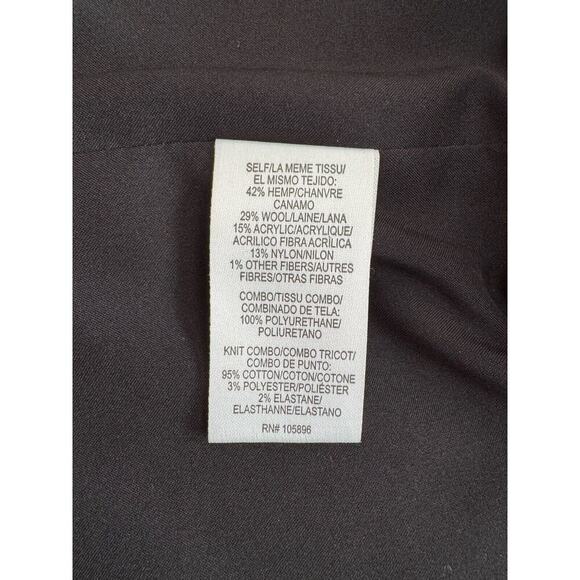 SELF/LA MEME TISSU/
EL MISMO TEJIDO:
42% HEMP/CHANVRE
CANAMO
29% WOOL/LAINE/LANA
15% ACRYLIC/ACRYLIQUE/
ACRILICO FIBRA ACRÍLICA
13% NYLON/NILON
1% OTHER FIBERS/AUTRES
FIBRES/OTRAS FIBRAS
COMBO/TISSU COMBO/
COMBINADO DE TELA:
100% POLYURETHANE/
POLIURETANO
KNIT COMBO/COMBO TRICOT/
COMBO DE PUNTO:
95% COTTON/COTON/COTONE
3% POLYESTER/POLIÉSTER
2% ELASTANE/
ELASTHANNE/ELASTANO
RN# 105896